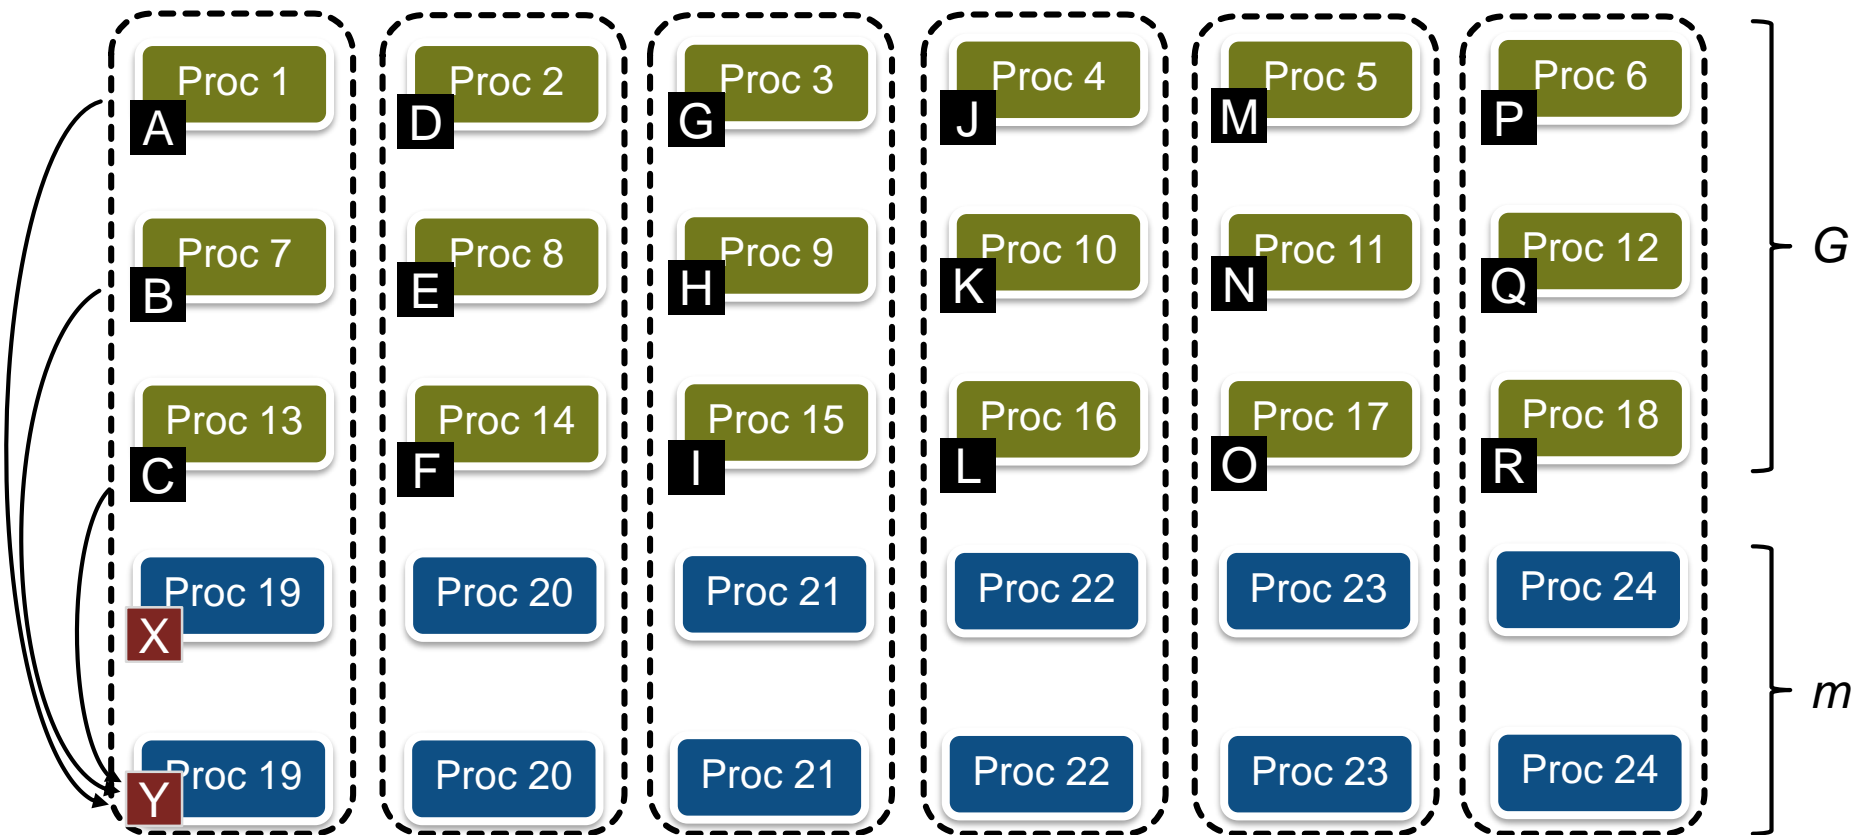 Proc 1
Proc 2
Proc 3
Proc 4
Proc 5
Proc 6
A
D
G
J
M
P
G
Proc 7
Proc 8
Proc 9
Proc 10
Proc 11
Proc 12
B
E
H
K
N
Q
Proc 13
Proc 14
Proc 15
Proc 16
Proc 17
Proc 18
C
F
I
L
O
R
Proc 19
Proc 20
Proc 21
Proc 22
Proc 23
Proc 24
X
m
Proc 19
Proc 20
Proc 21
Proc 22
Proc 23
Proc 24
Y